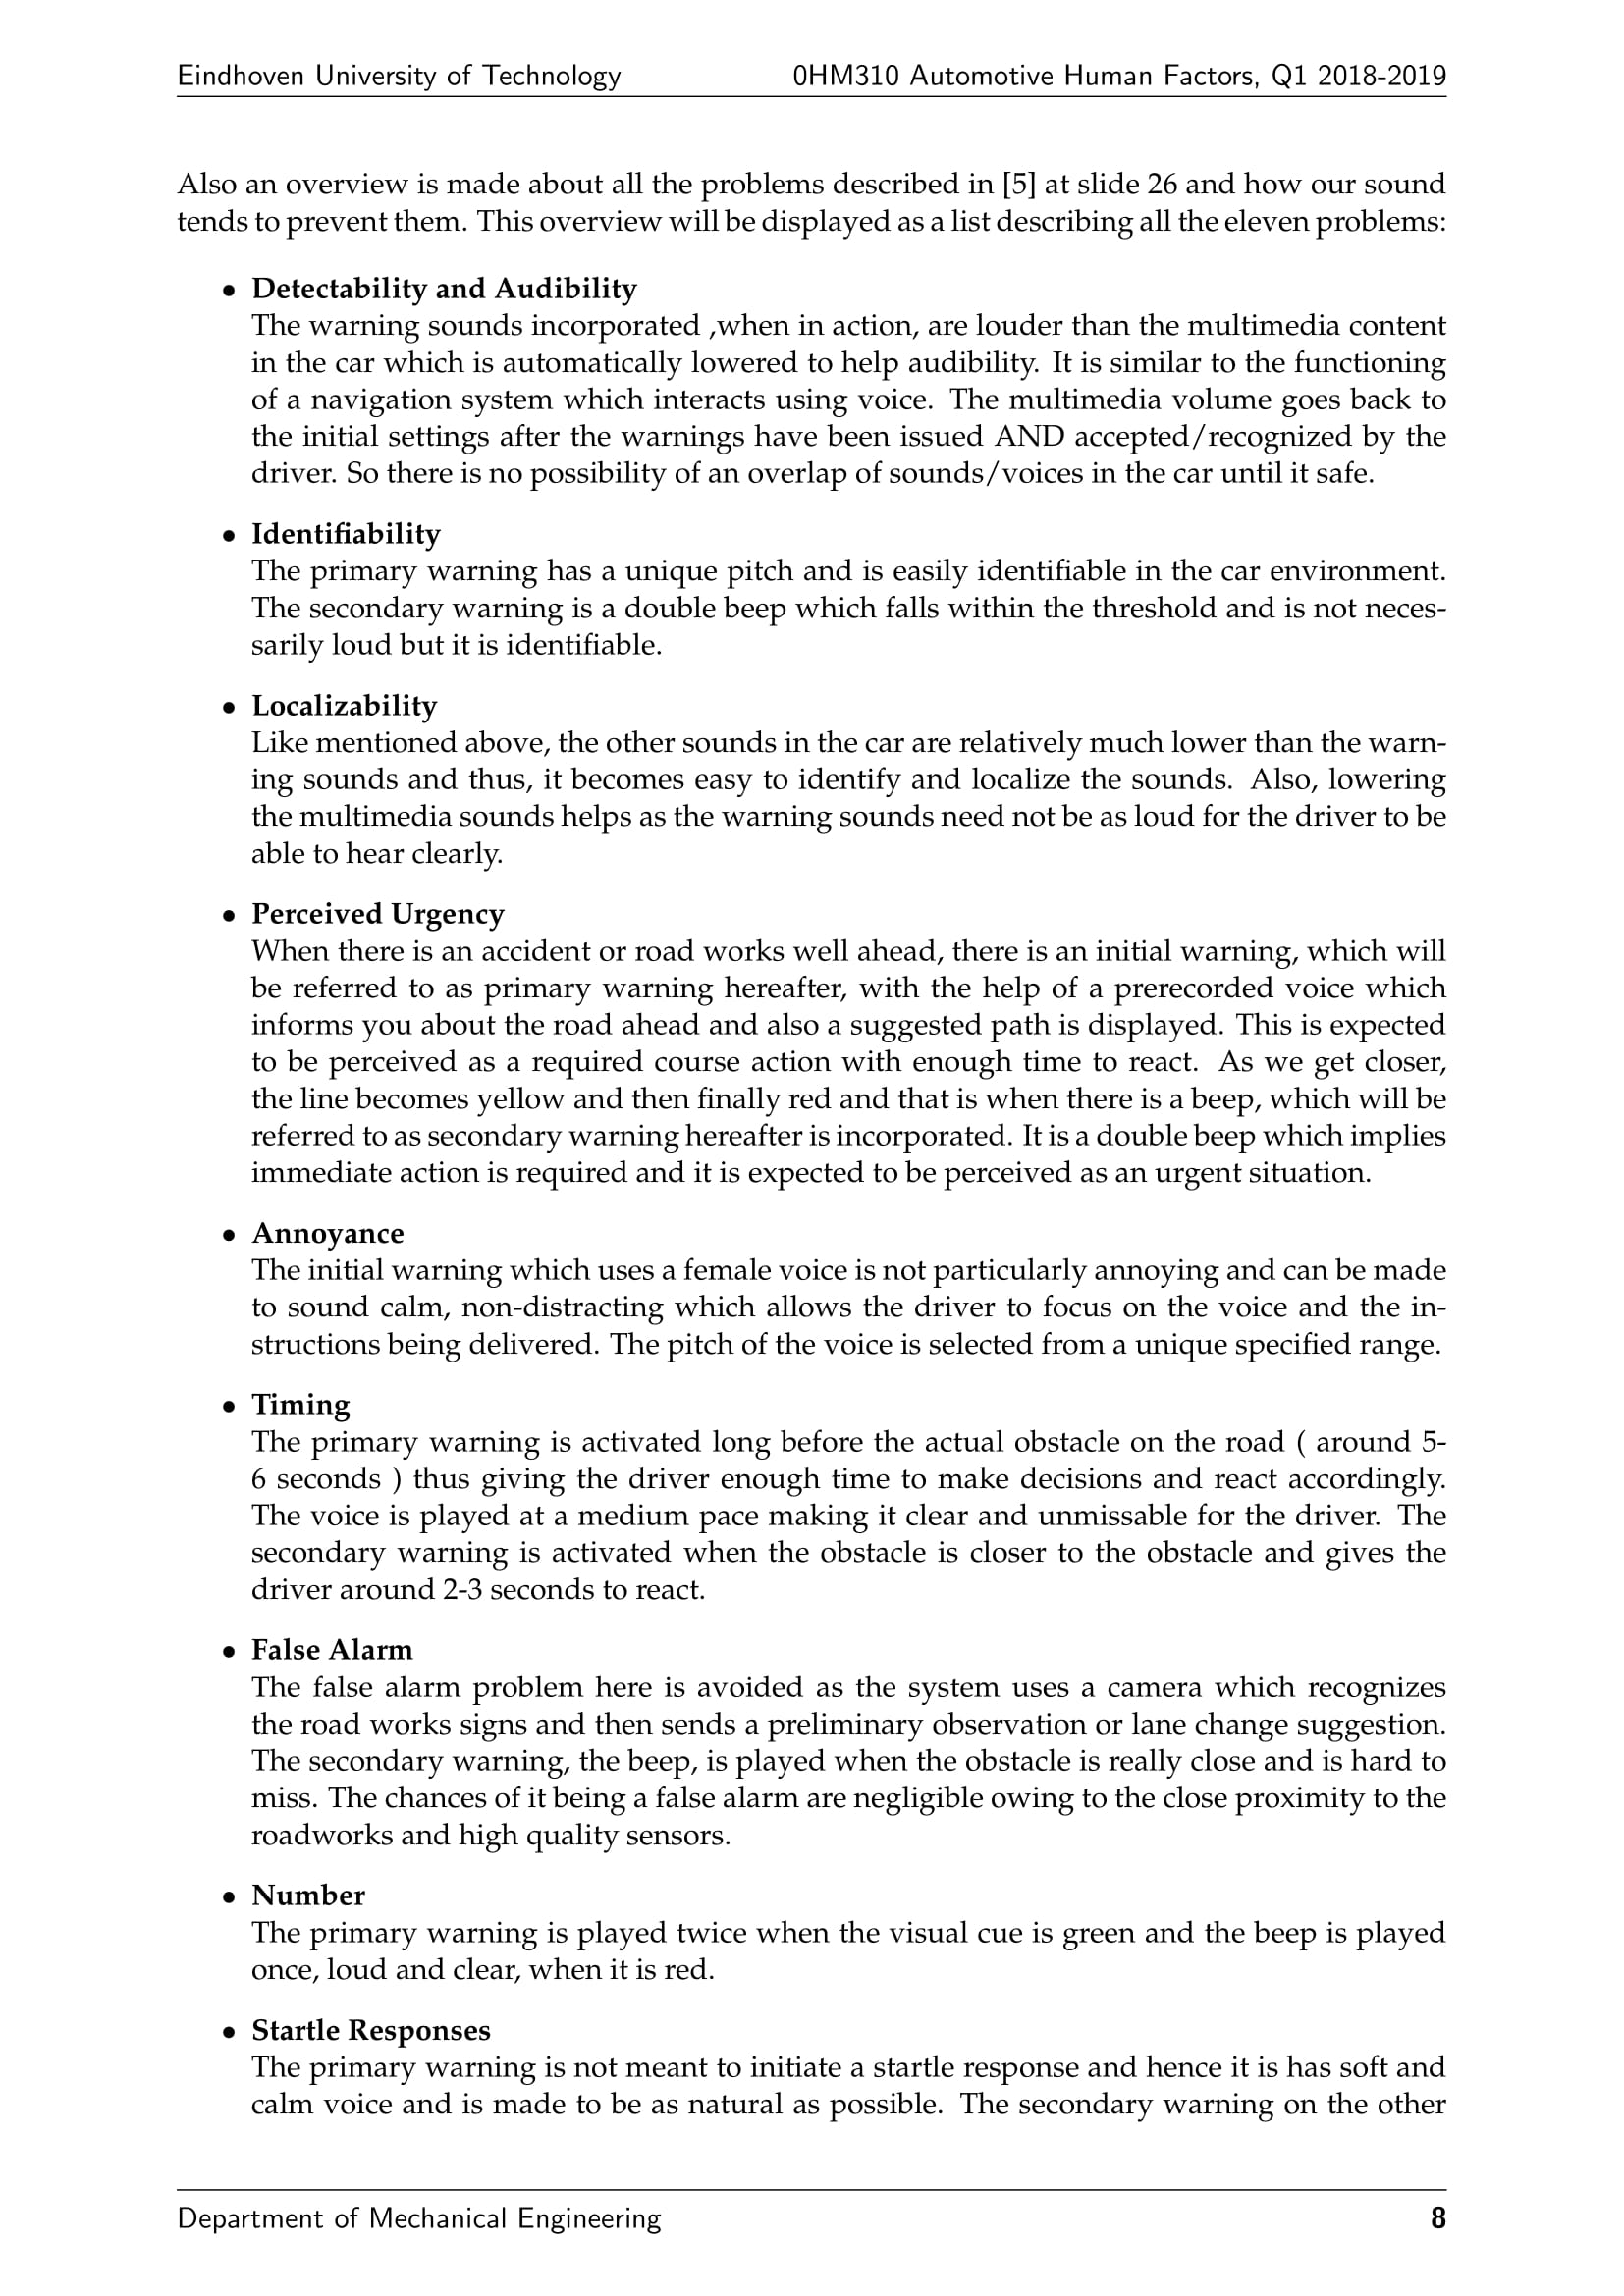 Eindhoven University of Technology 0HM310 Automotive Human Factors, Q1 2018-2019
Also an overview is made about all the problems described in [5] at slide 26 and how our sound
tends to prevent them. This overview will be displayed as a list describing all the eleven problems:
• Detectability and Audibility
The warning sounds incorporated ,when in action, are louder than the multimedia content
in the car which is automatically lowered to help audibility. It is similar to the functioning
of a navigation system which interacts using voice. The multimedia volume goes back to
the initial settings after the warnings have been issued AND accepted/recognized by the
driver. So there is no possibility of an overlap of sounds/voices in the car until it safe.
• Identifiability
The primary warning has a unique pitch and is easily identifiable in the car environment.
The secondary warning is a double beep which falls within the threshold and is not neces-
sarily loud but it is identifiable.
• Localizability
Like mentioned above, the other sounds in the car are relatively much lower than the warn-
ing sounds and thus, it becomes easy to identify and localize the sounds. Also, lowering
the multimedia sounds helps as the warning sounds need not be as loud for the driver to be
able to hear clearly.
• Perceived Urgency
When there is an accident or road works well ahead, there is an initial warning, which will
be referred to as primary warning hereafter, with the help of a prerecorded voice which
informs you about the road ahead and also a suggested path is displayed. This is expected
to be perceived as a required course action with enough time to react. As we get closer,
the line becomes yellow and then finally red and that is when there is a beep, which will be
referred to as secondary warning hereafter is incorporated. It is a double beep which implies
immediate action is required and it is expected to be perceived as an urgent situation.
• Annoyance
The initial warning which uses a female voice is not particularly annoying and can be made
to sound calm, non-distracting which allows the driver to focus on the voice and the in-
structions being delivered. The pitch of the voice is selected from a unique specified range.
• Timing
The primary warning is activated long before the actual obstacle on the road ( around 5-
6 seconds ) thus giving the driver enough time to make decisions and react accordingly.
The voice is played at a medium pace making it clear and unmissable for the driver. The
secondary warning is activated when the obstacle is closer to the obstacle and gives the
driver around 2-3 seconds to react.
• False Alarm
The false alarm problem here is avoided as the system uses a camera which recognizes
the road works signs and then sends a preliminary observation or lane change suggestion.
The secondary warning, the beep, is played when the obstacle is really close and is hard to
miss. The chances of it being a false alarm are negligible owing to the close proximity to the
roadworks and high quality sensors.
• Number
The primary warning is played twice when the visual cue is green and the beep is played
once, loud and clear, when it is red.
• Startle Responses
The primary warning is not meant to initiate a startle response and hence it is has soft and
calm voice and is made to be as natural as possible. The secondary warning on the other
Department of Mechanical Engineering 8